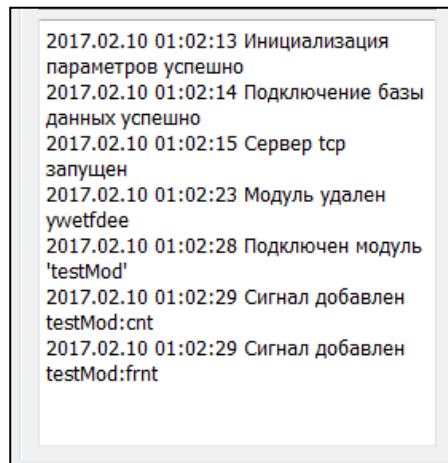 2017.02.10 01:02:13 Инициализация
параметров успешно
2017.02.10 01:02:14 Подключение базы
данных успешно
2017.02.10 01:02:15 Сервер tcp
запущен
2017.02.10 01:02:23 Модуль удален
ywetfdee
2017.02.10 01:02:28 Подключен модуль
'testMod'
2017.02.10 01:02:29 Сигнал добавлен
testMod:cnt
2017.02.10 01:02:29 Сигнал добавлен
testMod:frnt